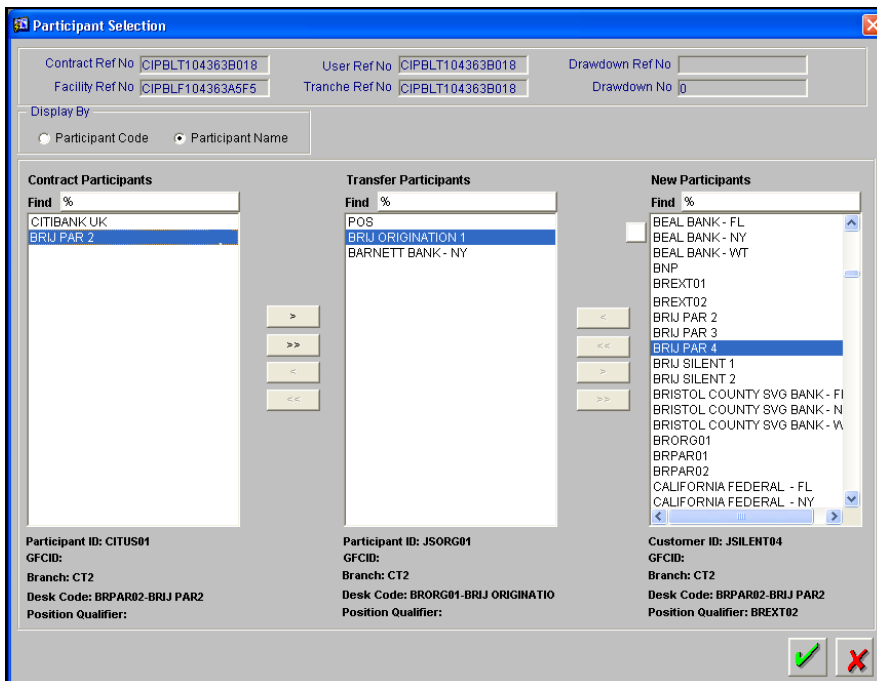 Participant Selection
Contract Ref No CIPBLT104363B018 User Ref No CIPBLT104363B018 Drawdown Ref No
Facility Ref No CIPBLF104363A5F5 Tranche Ref No CIPBLT104363B018 Drawdown No 0
Display By
Participant Code Participant Name
Contract Participants
Find %
CITIBANK UK
BRIJ PAR 2
>
>>
<
<<
Transfer Participants
Find %
POS
BRIJ ORIGINATION 1
BARNETT BANK - NY
<
<<
>
>>
New Participants
Find %
BEAL BANK - FL
BEAL BANK - NY
BEAL BANK - WT
BNP
BREXT01
BREXT02
BRIJ PAR 2
BRIJ PAR 3
BRIJ PAR 4
BRIJ SILENT 1
BRIJ SILENT 2
BRISTOL COUNTY SVG BANK - Fl
BRISTOL COUNTY SVG BANK - N
BRISTOL COUNTY SVG BANK - W
BRORG01
BRPAR01
BRPAR02
CALIFORNIA FEDERAL - FL
CALIFORNIA FEDERAL - NY
Participant ID: CITUS01
GFCID:
Branch: CT2
Desk Code: BRPAR02-BRIJ PAR2
Position Qualifier:
Participant ID: JSORG01
GFCID:
Branch: CT2
Desk Code: BRORG01-BRIJ ORIGINATIO
Position Qualifier:
Customer ID: JSILENT04
GFCID:
Branch: CT2
Desk Code: BRPAR02-BRIJ PAR2
Position Qualifier: BREXT02